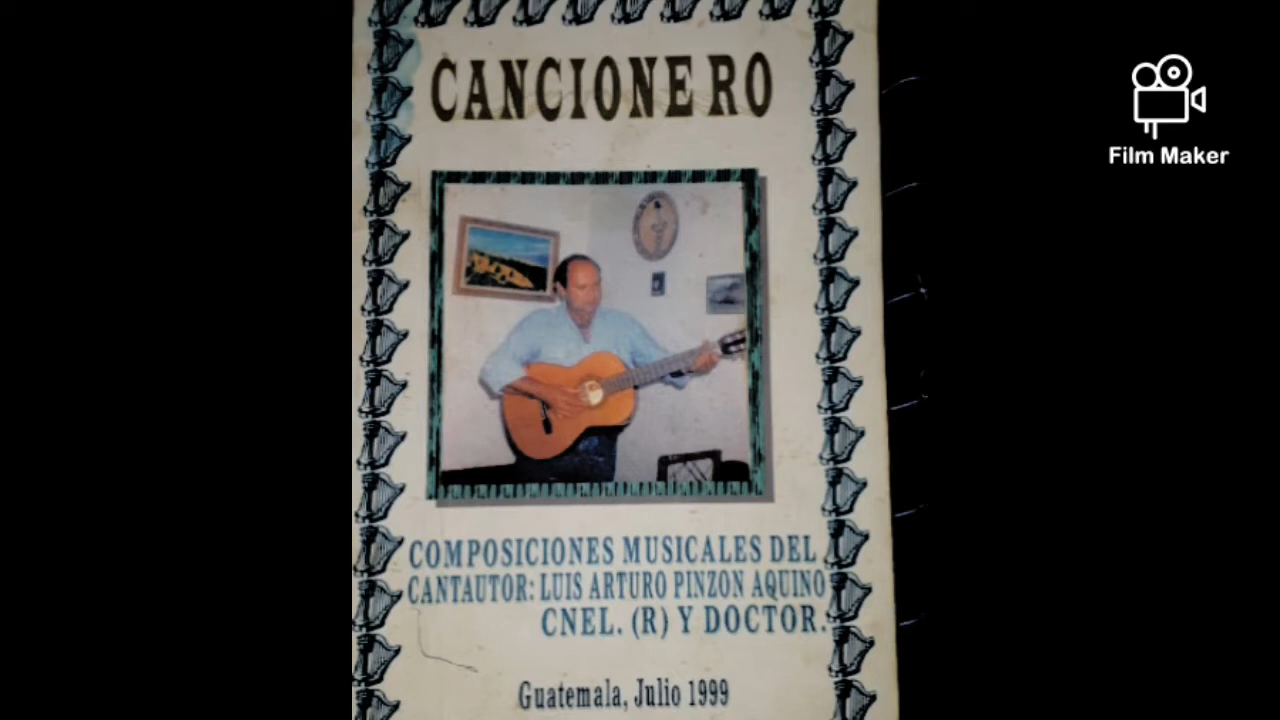 CANCIONERO
Film Maker
COMPOSICIONES MUSICALES DEL
CANTAUTOR: LUIS ARTURO PINZON AQUINO
CNEL. (R) Y DOCTOR.
Guatemala, Julio 1999